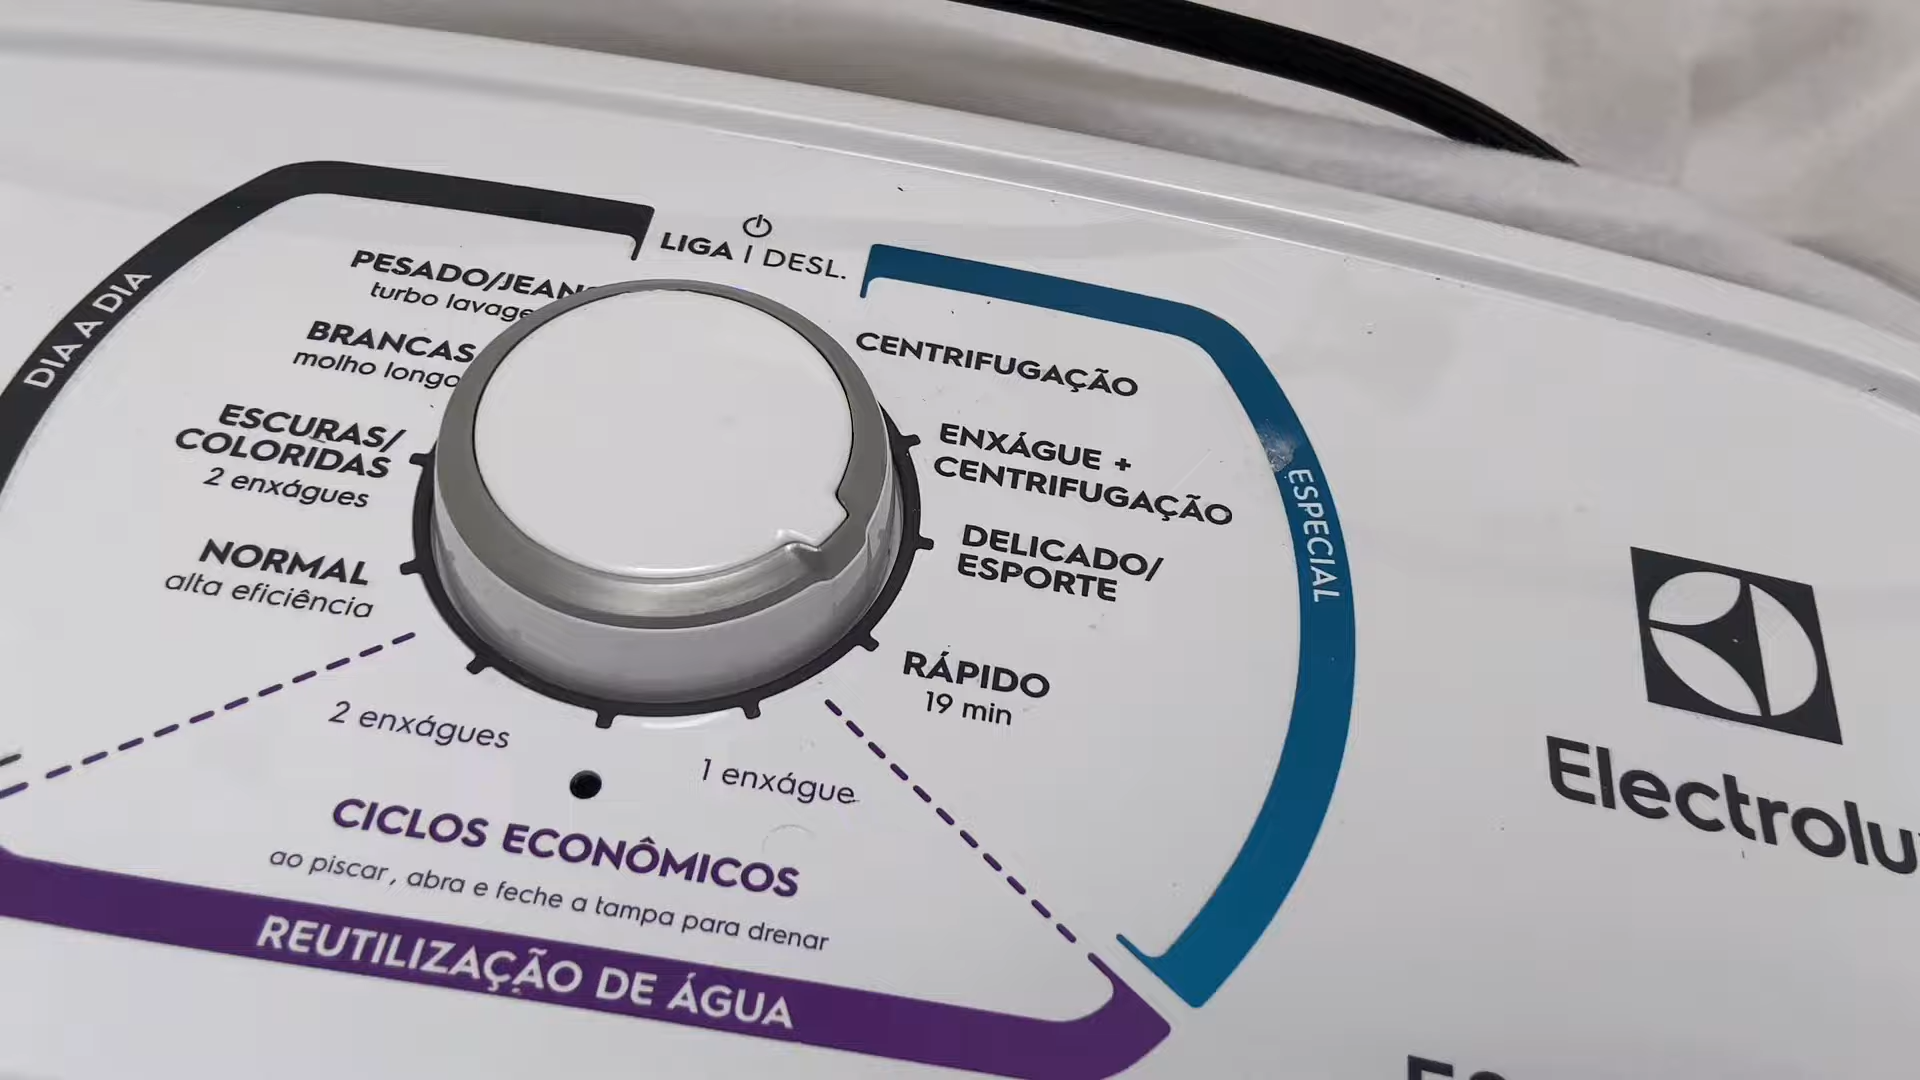 LIGA | DESL.
DIA A DIA
PESADO/JEANS
turbo lavage
BRANCAS
molho longo
ESCURAS/
COLORIDAS
2 enxágues
NORMAL
alta eficiência
CENTRIFUGAÇÃO
ENXÁGUE +
CENTRIFUGAÇÃO
DELICADO/
ESPORTE
RÁPIDO
19 min
ESPECIAL
2 enxágues
1 enxágue
CICLOS ECONÔMICOS
ao piscar, abra e feche a tampa para drenar
REUTILIZAÇÃO DE ÁGUA
Electrolu